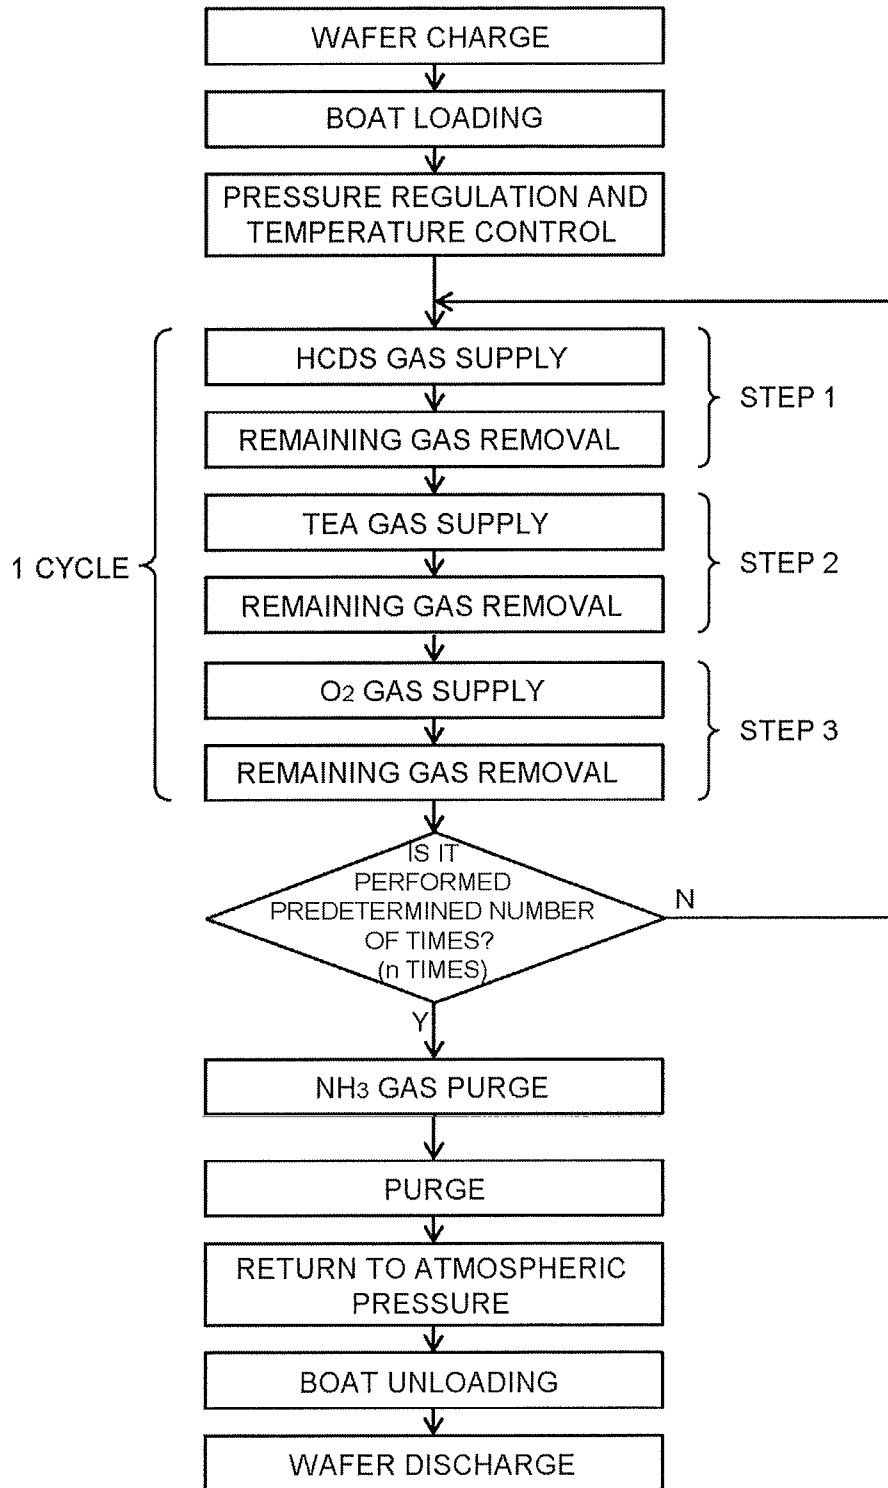 WAFER CHARGE
BOAT LOADING
PRESSURE REGULATION AND
TEMPERATURE CONTROL
HCDS GAS SUPPLY
REMAINING GAS REMOVAL
STEP 1
TEA GAS SUPPLY
REMAINING GAS REMOVAL
STEP 2
1 CYCLE
O2 GAS SUPPLY
REMAINING GAS REMOVAL
STEP 3
IS IT
PERFORMED
PREDETERMINED NUMBER
OF TIMES?
(n TIMES)
N
Y
NH3 GAS PURGE
PURGE
RETURN TO ATMOSPHERIC
PRESSURE
BOAT UNLOADING
WAFER DISCHARGE